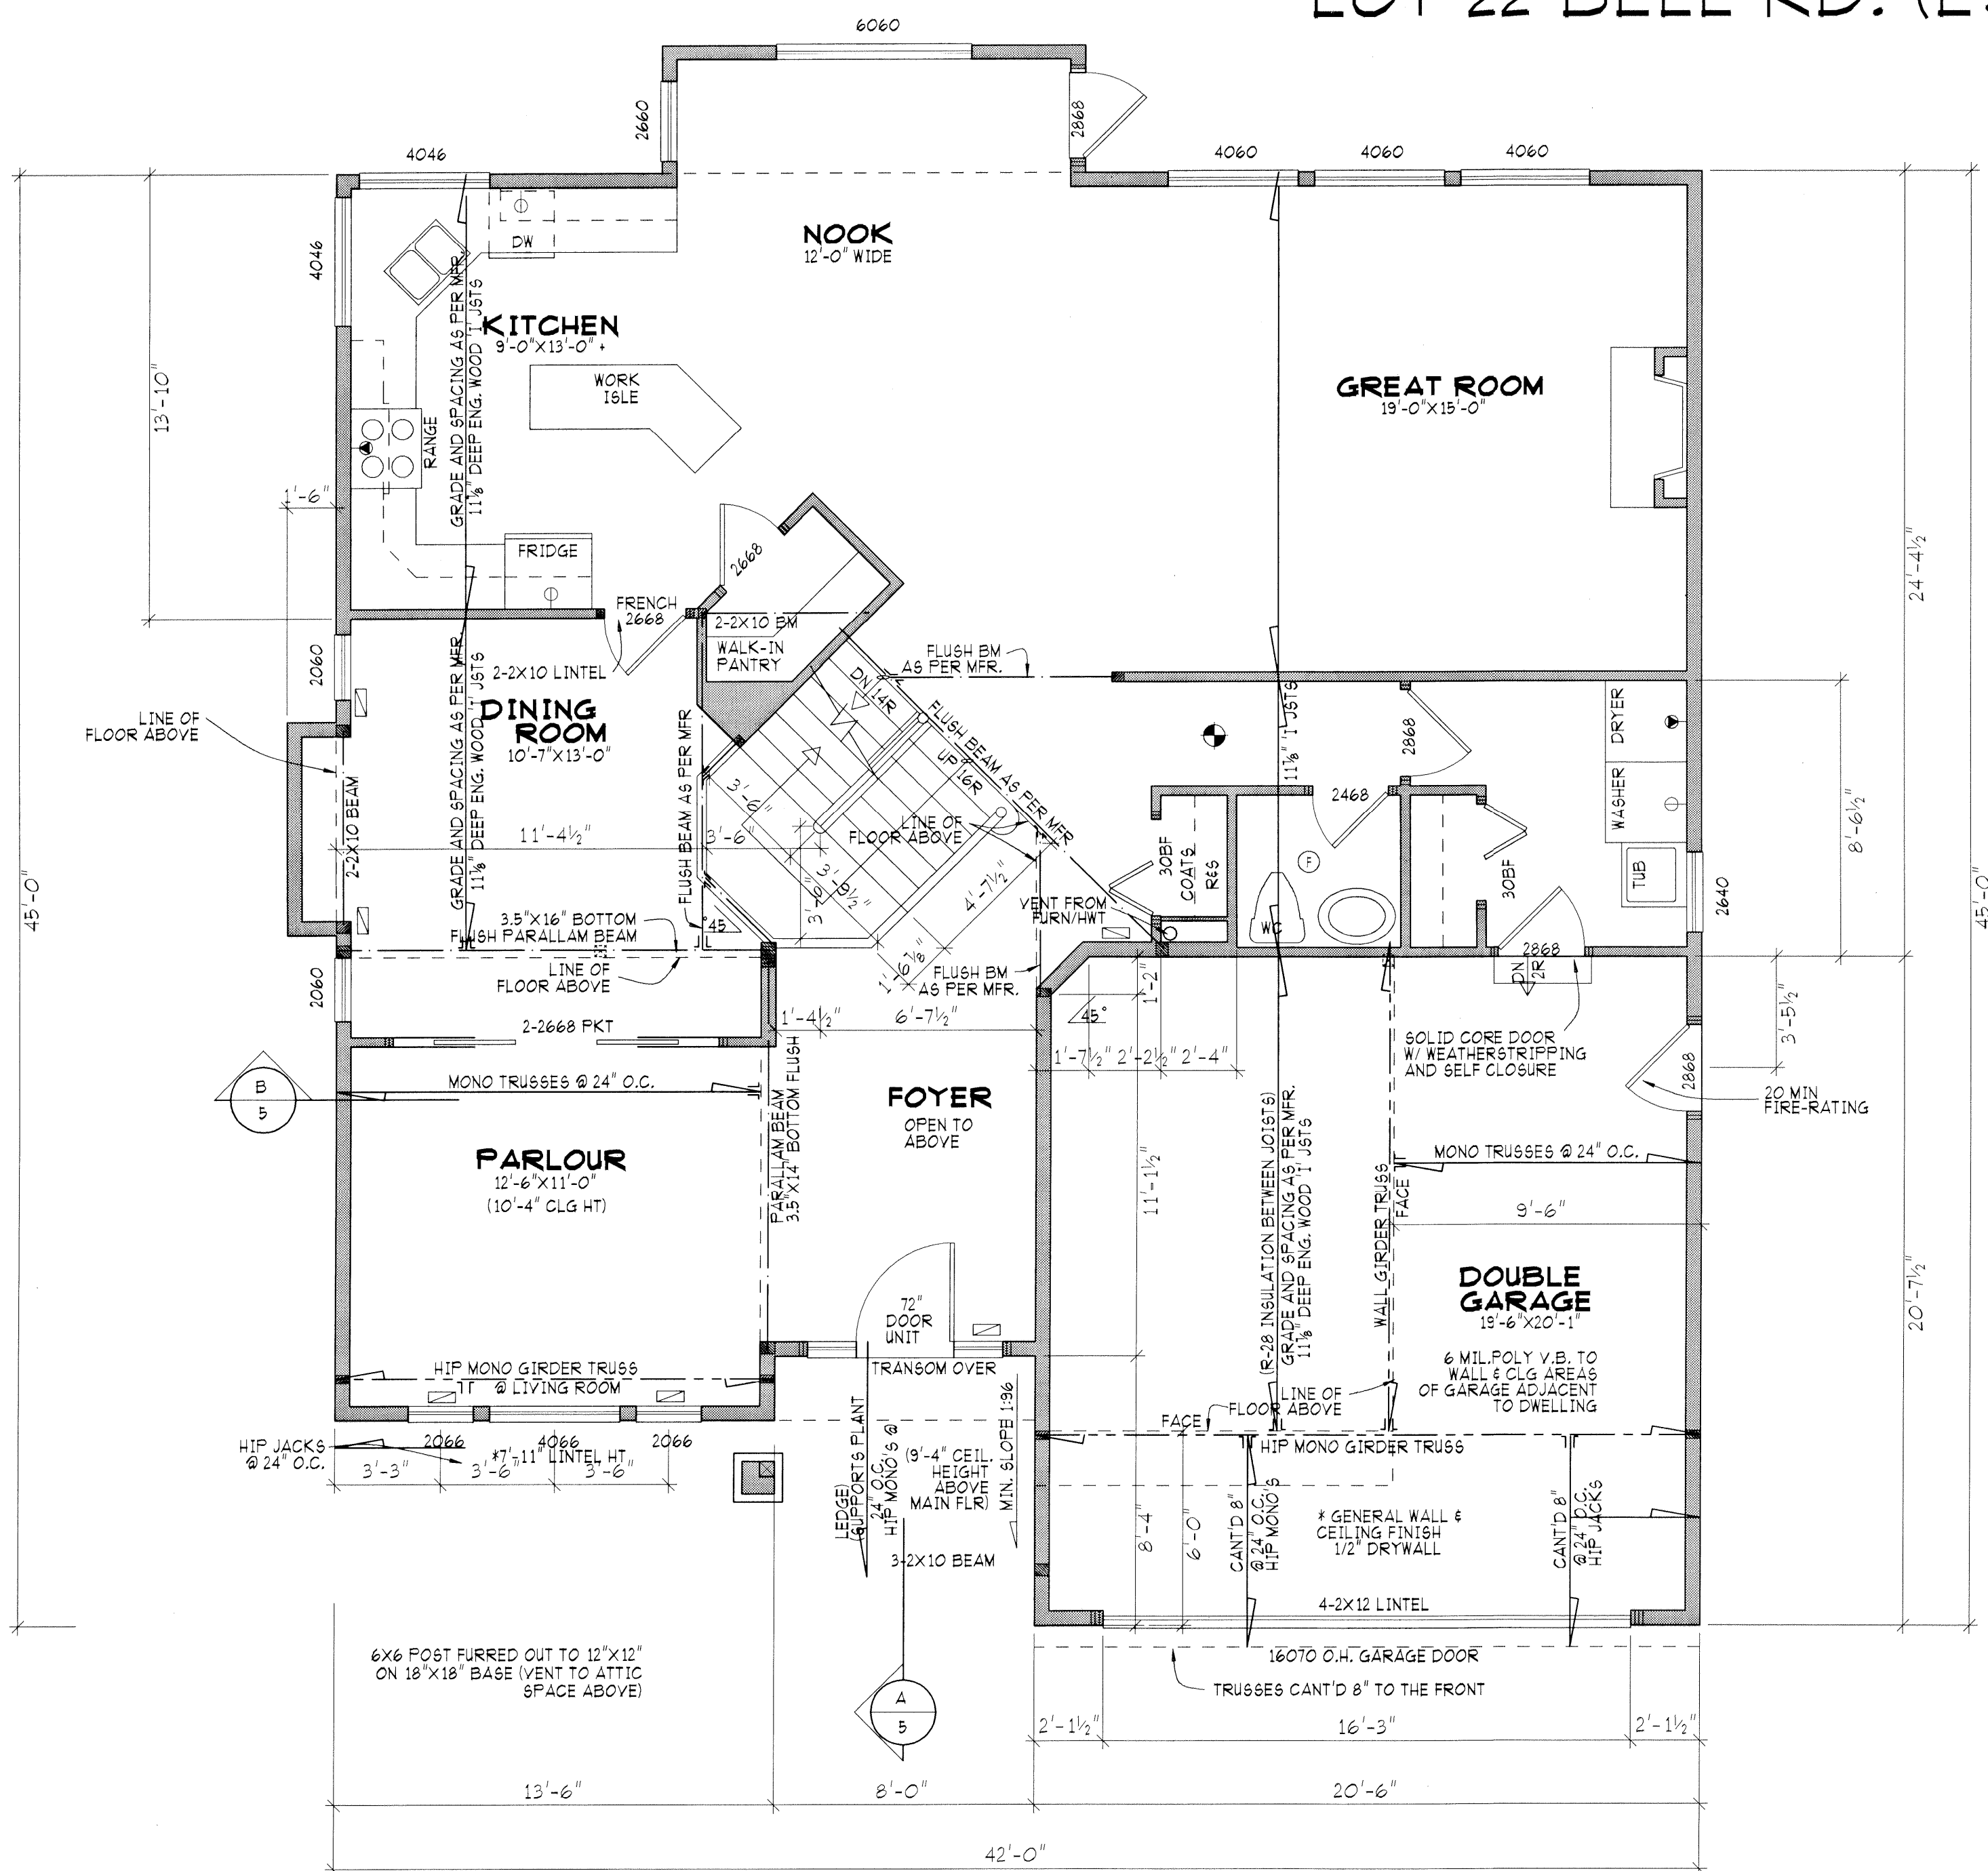 LOT 22 BELL RD.
6060
2660
2868
4046
4060
4060
4060
4046
DW
NOOK
12'-0" WIDE
KITCHEN
9'-0"X13'-0" +
WORK
ISLE
GREAT ROOM
19'-0"X15'-0"
13'-10"
RANGE
GRADE AND SPACING AS PER MFR.
11⅞" DEEP ENG. WOOD 'I' JSTS
1'-6"
FRIDGE
24'-4½"
2668
FRENCH
2668
2-2X10 BM
WALK-IN
PANTRY
2060
2-2X10 LINTEL
FLUSH BM
AS PER MFR.
DN 14R
LINE OF
FLOOR ABOVE
DINING
ROOM
10'-7"X13'-0"
GRADE AND SPACING AS PER MFR.
11⅞" DEEP ENG. WOOD 'I' JSTS
FLUSH BEAM AS PER MFR
FLUSH BEAM AS PER MFR
UP 16R
11⅞" 'I' JSTS
2868
DRYER
WASHER
2468
2-2X10 BEAM
11'-4½"
3'-6"
3'-6"
LINE OF
FLOOR ABOVE
3'-9"
3'-9½"
4'-7½"
30BF
COATS
R&S
F
30BF
TUB
2640
8'-6½"
45'-0"
45'-0"
3.5"X16" BOTTOM
FLUSH PARALLAM BEAM
45°
VENT FROM
FURN/HWT
WC
2868
DN
2R
LINE OF
FLOOR ABOVE
1'-6⅞"
FLUSH BM
AS PER MFR.
1'-2"
2060
2-2668 PKT
1'-4½"
6'-7½"
45°
3'-5½"
SOLID CORE DOOR
W/ WEATHERSTRIPPING
AND SELF CLOSURE
1'-7½"
2'-2½"
2'-4"
2868
20 MIN
FIRE-RATING
B
5
MONO TRUSSES @ 24" O.C.
FOYER
OPEN TO
ABOVE
PARALLAM BEAM
3.5"X14" BOTTOM FLUSH
PARLOUR
12'-6"X11'-0"
(10'-4" CLG HT)
11'-1½"
(R-28 INSULATION BETWEEN JOISTS)
GRADE AND SPACING AS PER MFR.
11⅞" DEEP ENG. WOOD 'I' JSTS
WALL GIRDER TRUSS
FACE
MONO TRUSSES @ 24" O.C.
9'-6"
DOUBLE
GARAGE
19'-6"X20'-1"
20'-7½"
72"
DOOR
UNIT
TRANSOM OVER
HIP MONO GIRDER TRUSS
@ LIVING ROOM
6 MIL.POLY V.B. TO
WALL & CLG AREAS
OF GARAGE ADJACENT
TO DWELLING
LINE OF
FLOOR ABOVE
FACE
HIP MONO GIRDER TRUSS
HIP JACKS
@ 24" O.C.
2066
4066
2066
*7'-11" LINTEL HT.
3'-3"
3'-6"
3'-6"
LEDGE)
(SUPPORTS PLANT
24" O.C.
HIP MONO'S @
(9'-4" CEIL.
HEIGHT
ABOVE
MAIN FLR)
MIN. SLOPE 1:96
3-2X10 BEAM
8'-4"
6'-0"
CANT'D 8"
@ 24" O.C.
HIP MONO'S
* GENERAL WALL &
CEILING FINISH
1/2" DRYWALL
CANT'D 8"
@ 24" O.C.
HIP JACKS
4-2X12 LINTEL
6X6 POST FURRED OUT TO 12"X12"
ON 18"X18" BASE (VENT TO ATTIC
SPACE ABOVE)
16070 O.H. GARAGE DOOR
TRUSSES CANT'D 8" TO THE FRONT
A
5
2'-1½"
16'-3"
2'-1½"
13'-6"
8'-0"
20'-6"
42'-0"